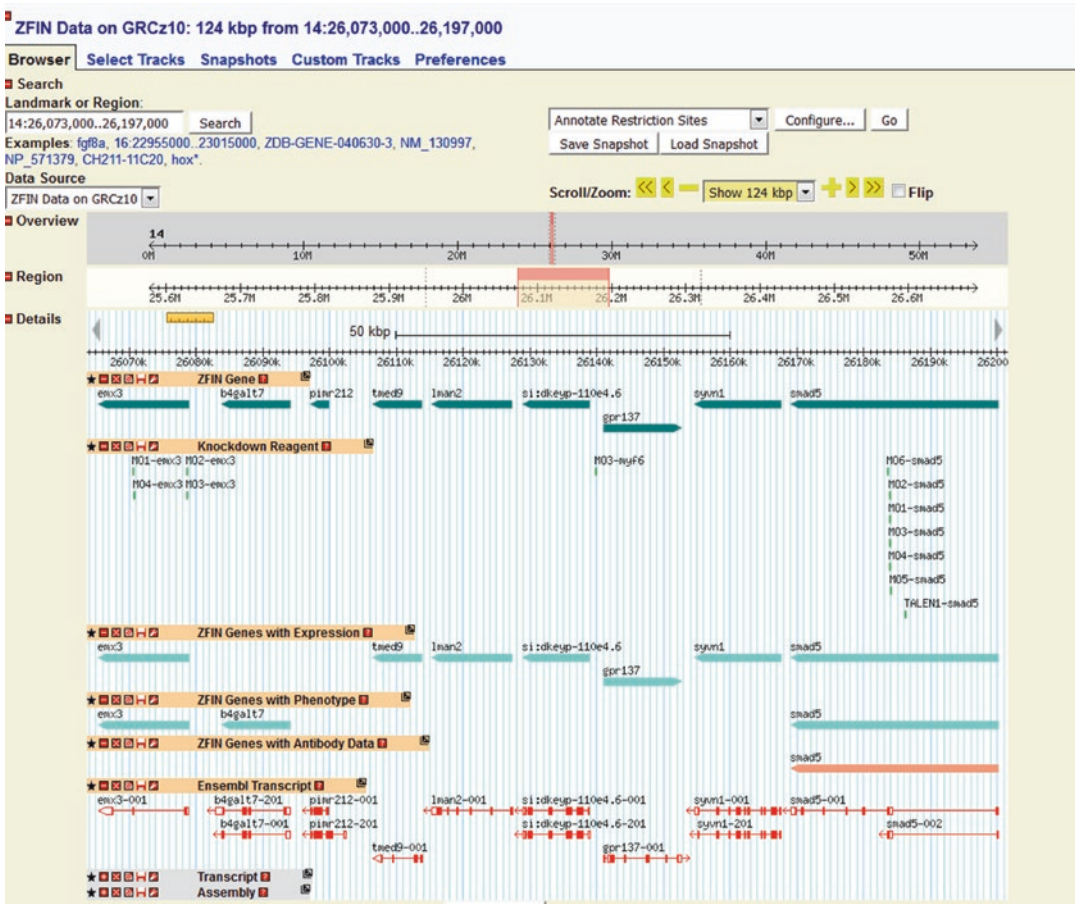 ZFIN Data on GRCz10: 124 kbp from 14:26,073,000..26,197,000
Browser Select Tracks Snapshots Custom Tracks Preferences
Search
Landmark or Region:
14:26,073,000..26,197,000 Search
Annotate Restriction Sites Configure... Go
Examples: fgf8a, 16:22955000..23015000, ZDB-GENE-040630-3, NM_130997,
NP_571379, CH211-11C20, hox*.
Save Snapshot Load Snapshot
Data Source
ZFIN Data on GRCz10
Scroll/Zoom: << < Show 124 kbp > >> Flip
Overview
14
0M 10M 20M 30M 40M 50M
Region
25.6M 25.7M 25.8M 25.9M 26M 26.1M 26.2M 26.3M 26.4M 26.5M 26.6M
Details
50 kbp
26070k 26080k 26090k 26100k 26110k 26120k 26130k 26140k 26150k 26160k 26170k 26180k 26190k 26200
ZFIN Gene
emx3 b4galt7 pimr212 tmed9 lman2 si:dkeyp-110e4.6 syvn1 smad5
gpr137
Knockdown Reagent
MO1-emx3 MO2-emx3 MO3-myf6 MO6-smad5
MO4-emx3 MO3-emx3 MO2-smad5
MO1-smad5
MO3-smad5
MO4-smad5
MO5-smad5
TALEN1-smad5
ZFIN Genes with Expression
emx3 tmed9 lman2 si:dkeyp-110e4.6 syvn1 smad5
gpr137
ZFIN Genes with Phenotype
emx3 b4galt7 smad5
ZFIN Genes with Antibody Data
smad5
Ensembl Transcript
emx3-001 b4galt7-201 pimr212-001 lman2-001 si:dkeyp-110e4.6-001 syvn1-001 smad5-001
b4galt7-001 pimr212-201 si:dkeyp-110e4.6-201 syvn1-201 smad5-002
tmed9-001 gpr137-001
Transcript
Assembly